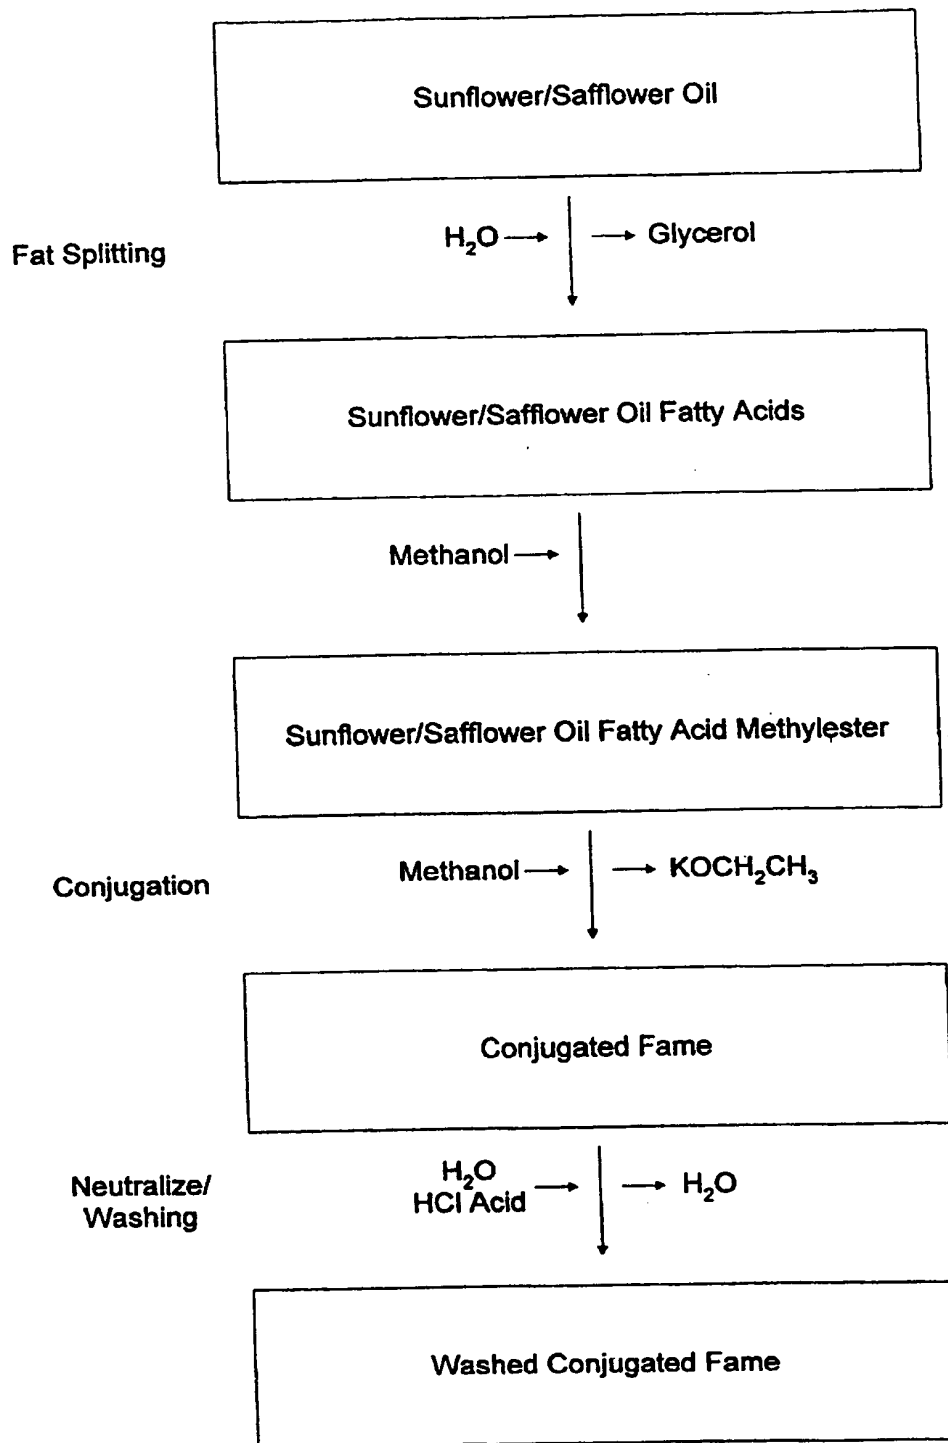 Sunflower/Safflower Oil
Fat Splitting
H₂O
Glycerol
Sunflower/Safflower Oil Fatty Acids
Methanol
Sunflower/Safflower Oil Fatty Acid Methylester
Conjugation
Methanol
KOCH₂CH₃
Conjugated Fame
Neutralize/
Washing
H₂O
HCl Acid
H₂O
Washed Conjugated Fame